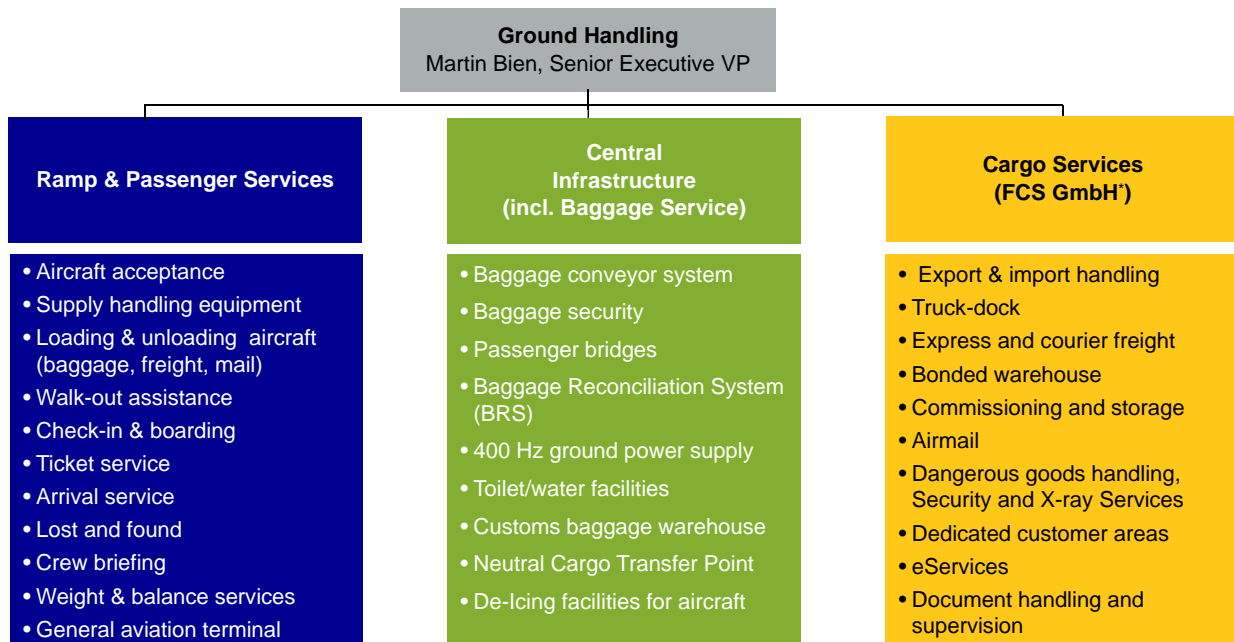 Ground Handling
Martin Bien, Senior Executive VP
Ramp & Passenger Services
• Aircraft acceptance
• Supply handling equipment
• Loading & unloading aircraft
(baggage, freight, mail)
• Walk-out assistance
• Check-in & boarding
• Ticket service
• Arrival service
• Lost and found
• Crew briefing
• Weight & balance services
• General aviation terminal
Central
Infrastructure
(incl. Baggage Service)
• Baggage conveyor system
• Baggage security
• Passenger bridges
• Baggage Reconciliation System
(BRS)
• 400 Hz ground power supply
• Toilet/water facilities
• Customs baggage warehouse
• Neutral Cargo Transfer Point
• De-Icing facilities for aircraft
Cargo Services
(FCS GmbH*)
• Export & import handling
• Truck-dock
• Express and courier freight
• Bonded warehouse
• Commissioning and storage
• Airmail
• Dangerous goods handling,
Security and X-ray Services
• Dedicated customer areas
• eServices
• Document handling and
supervision